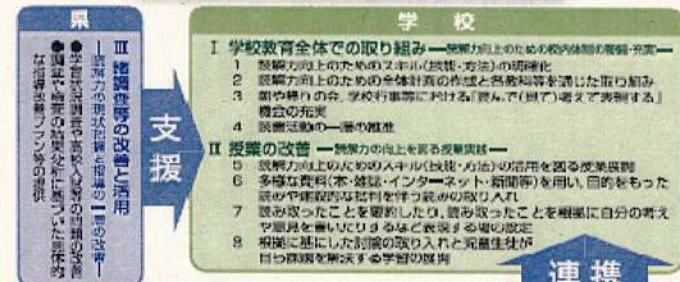 県
Ⅲ 諸調査等の改善と活用
―読解力の現状把握と指導の一層の改善―
●学習状況調査や高校入試等の問題の改善
●調査や検査の結果分析に基づいた具体的
な指導改善プラン等の提供
支援
学校
Ⅰ 学校教育全体での取り組み―読解力向上のための校内体制の整備・充実―
1 読解力向上のためのスキル(技能・方法)の明確化
2 読解力向上のための全体計画の作成と各教科等を通じた取り組み
3 朝や帰りの会、学校行事等における「読んで(見て)考えて表現する」
機会の充実
4 読書活動の一層の推進
Ⅱ 授業の改善―読解力の向上を図る授業実践―
5 読解力向上のためのスキル(技能・方法)の活用を図る授業展開
6 多様な資料(本・雑誌・インターネット・新聞等)を用い、目的をもった
読みや建設的な批判を伴う読みの取り入れ
7 読み取ったことを要約したり、読み取ったことを根拠に自分の考え
や意見を書いたりするなど表現する場の設定
8 根拠に基にした討論の取り入れと児童生徒が
自ら課題を解決する学習の展開
連携